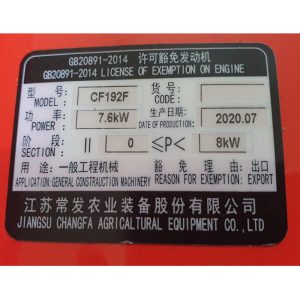 GB20891-2014 许可豁免发动机
GB20891-2014 LICENSE OF EXEMPTION ON ENGINE
型 号: 货 号:
MODEL: CF192F CODE:
功 率: 生产日期:
POWER: 7.6kW DATE OF PRODUCTION: 2020.07
阶 段:
SECTION: II 0 ≤P< 8kW
用 途: 一般工程机械 豁 免 理 由: 出口
APPLICATION: GENERAL CONSTRAUCTION MACHINERY REASON FOR EXEMPTION: EXPORT
江苏常发农业装备股份有限公司
JIANGSU CHANGFA AGRICALTURAL EQUIPMENT CO.,LTD